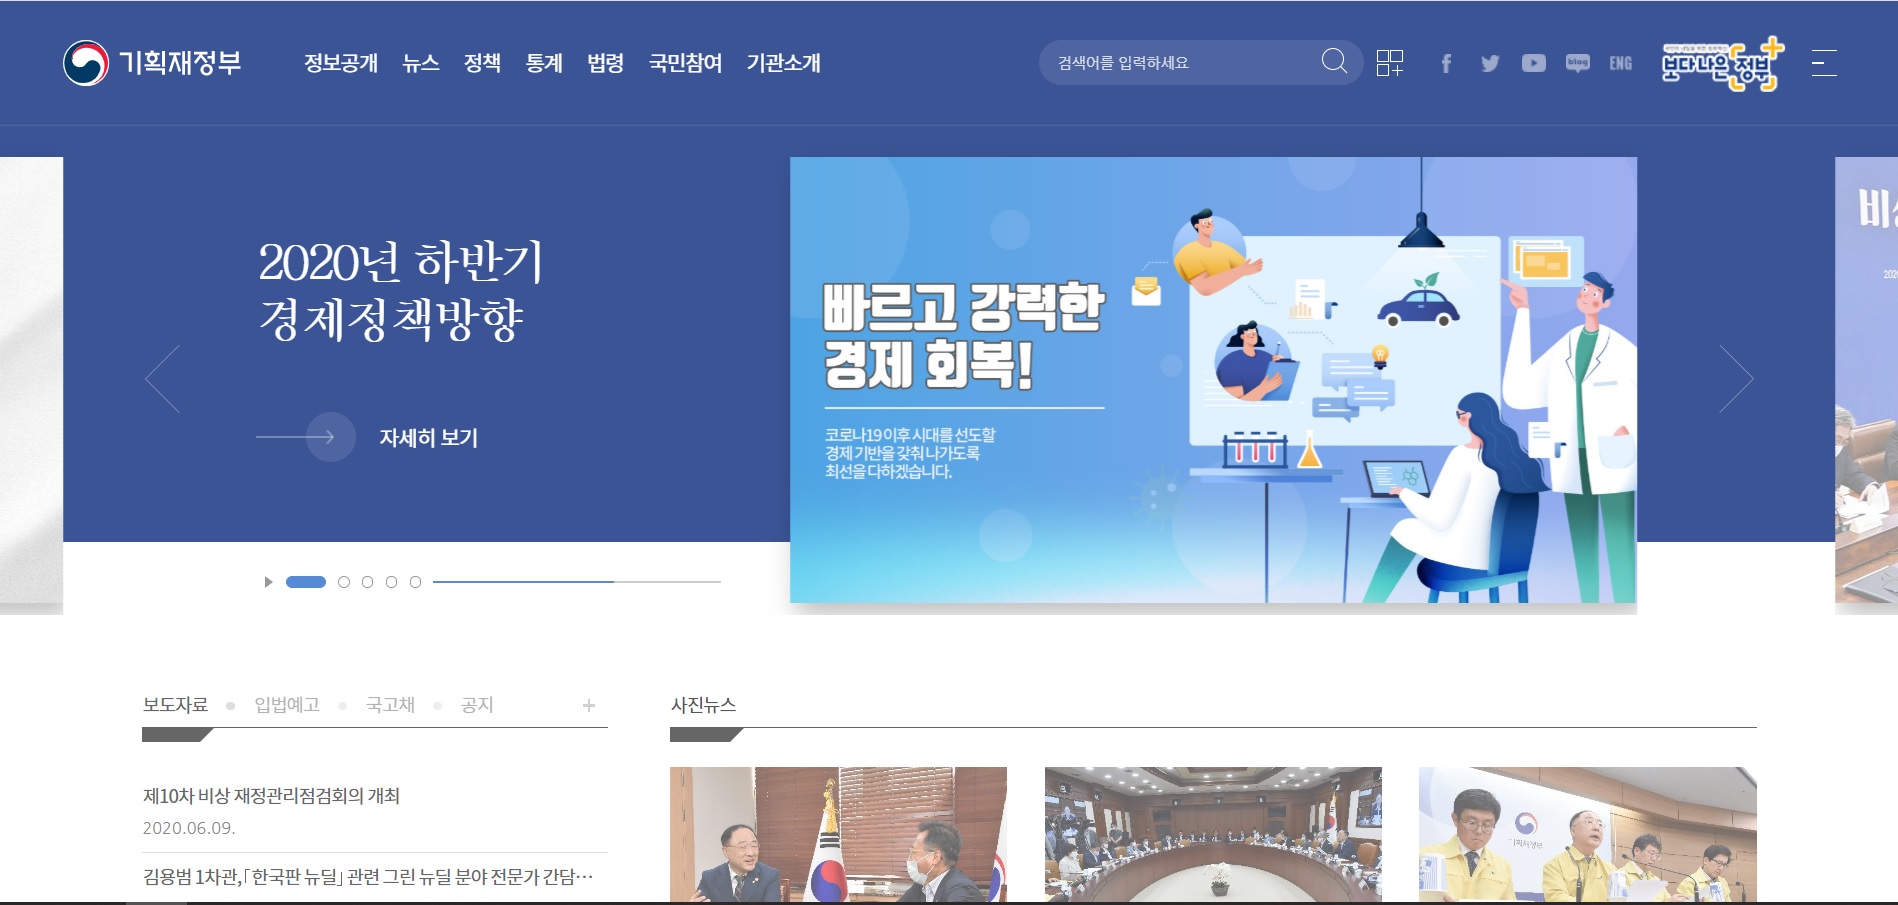 기획재정부
정보공개 뉴스 정책 통계 법령 국민참여 기관소개
검색어를 입력하세요
blog
ENG
보다나은 정부
2020년 하반기
경제정책방향
자세히 보기
빠르고 강력한
경제 회복!
코로나19 이후 시대를 선도할
경제 기반을 갖춰 나가도록
최선을 다하겠습니다.
보도자료 입법예고 국고채 공지
제10차 비상 재정관리점검회의 개최
2020.06.09.
김용범 1차관,「한국판 뉴딜」 관련 그린 뉴딜 분야 전문가 간담…
사진뉴스
기획재정부